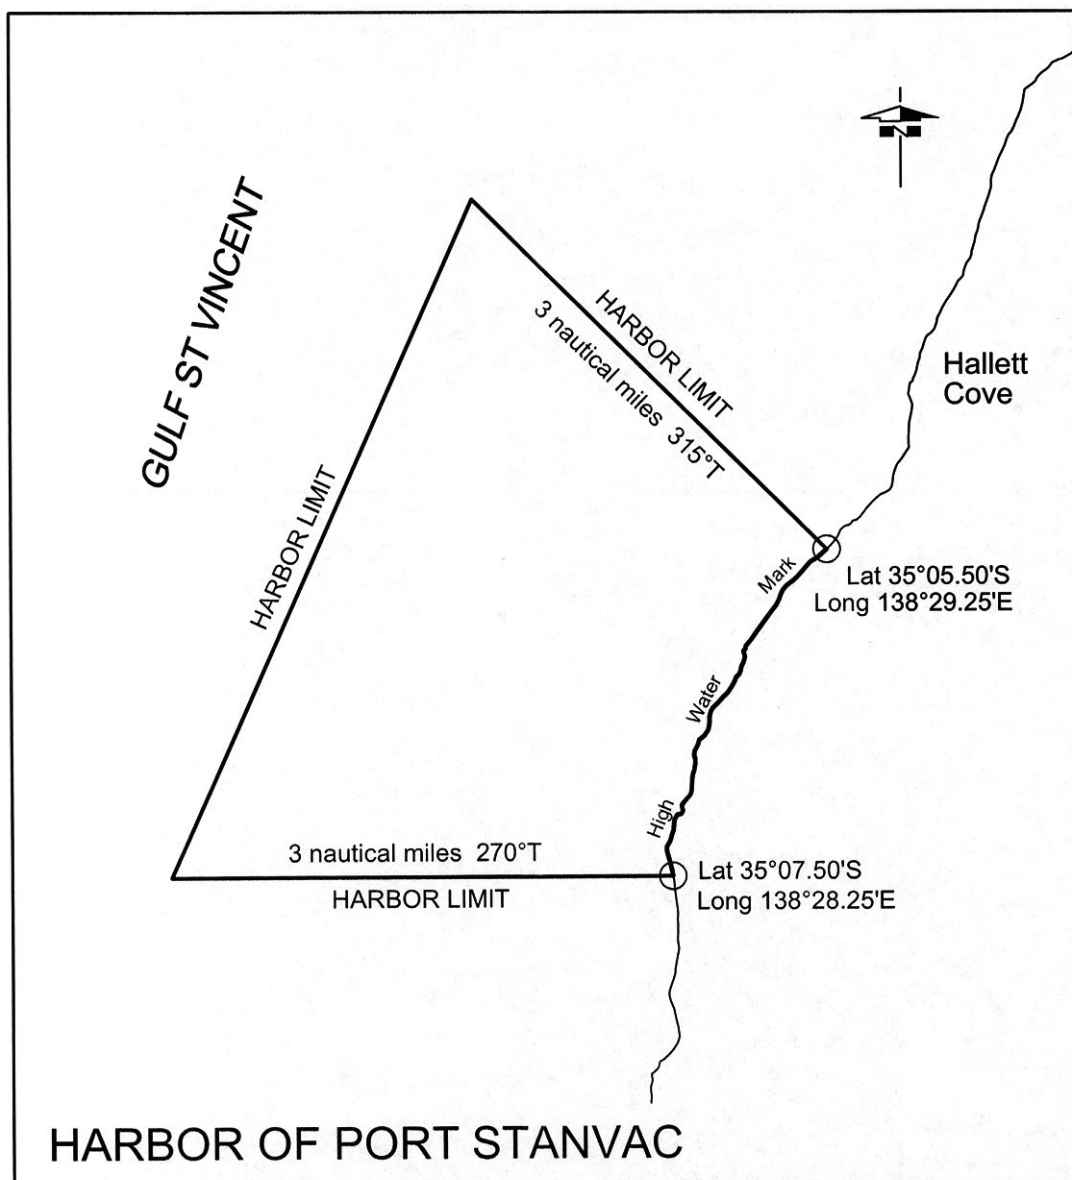 GULF ST VINCENT
N
HARBOR LIMIT
3 nautical miles 315°T
Hallett
Cove
HARBOR LIMIT
Mark
Lat 35°05.50'S
Long 138°29.25'E
Water
High
3 nautical miles 270°T
HARBOR LIMIT
Lat 35°07.50'S
Long 138°28.25'E
HARBOR OF PORT STANVAC